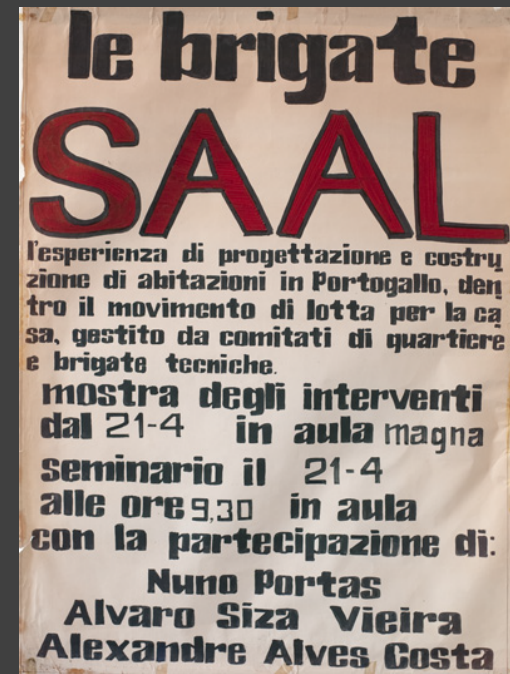 le brigate
SAAL
l'esperienza di progettazione e costru
zione di abitazioni in Portogallo, den
tro il movimento di lotta per la ca
sa, gestito da comitati di quartiere
e brigate tecniche.
mostra degli interventi
dal 21-4 in aula magna
seminario il 21-4
alle ore 9,30 in aula
con la partecipazione di:
Nuno Portas
Alvaro Siza Vieira
Alexandre Alves Costa